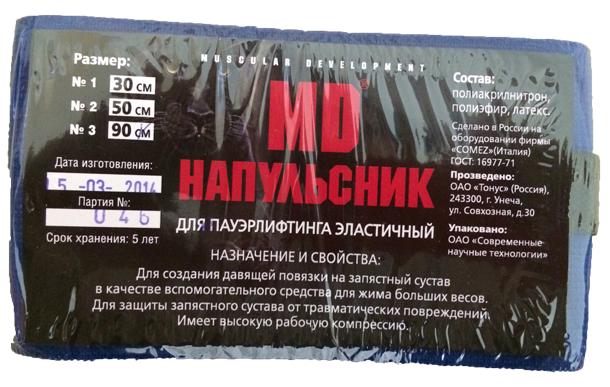 MUSCULAR DEVELOPMENT
Размер:
№ 1 30 см
№ 2 50 см
№ 3 90 см
Дата изготовления:
15 -03- 2014
Партия №:
046
Срок хранения: 5 лет
MD
НАПУЛЬСНИК
ДЛЯ ПАУЭРЛИФТИНГА ЭЛАСТИЧНЫЙ
Состав:
полиакрилнитрон,
полиэфир, латекс.
Сделано в России на
оборудовании фирмы
«COMEZ»(Италия)
ГОСТ: 16977-71
Прозведено:
ОАО «Тонус» (Россия),
243300, г. Унеча,
ул. Совхозная, д.30
Упаковано:
ОАО «Современные
научные технологии»
НАЗНАЧЕНИЕ И СВОЙСТВА:
Для создания давящей повязки на запястный сустав
в качестве вспомогательного средства для жима больших весов.
Для защиты запястного сустава от травматических повреждений
Имеет высокую рабочую компрессию.